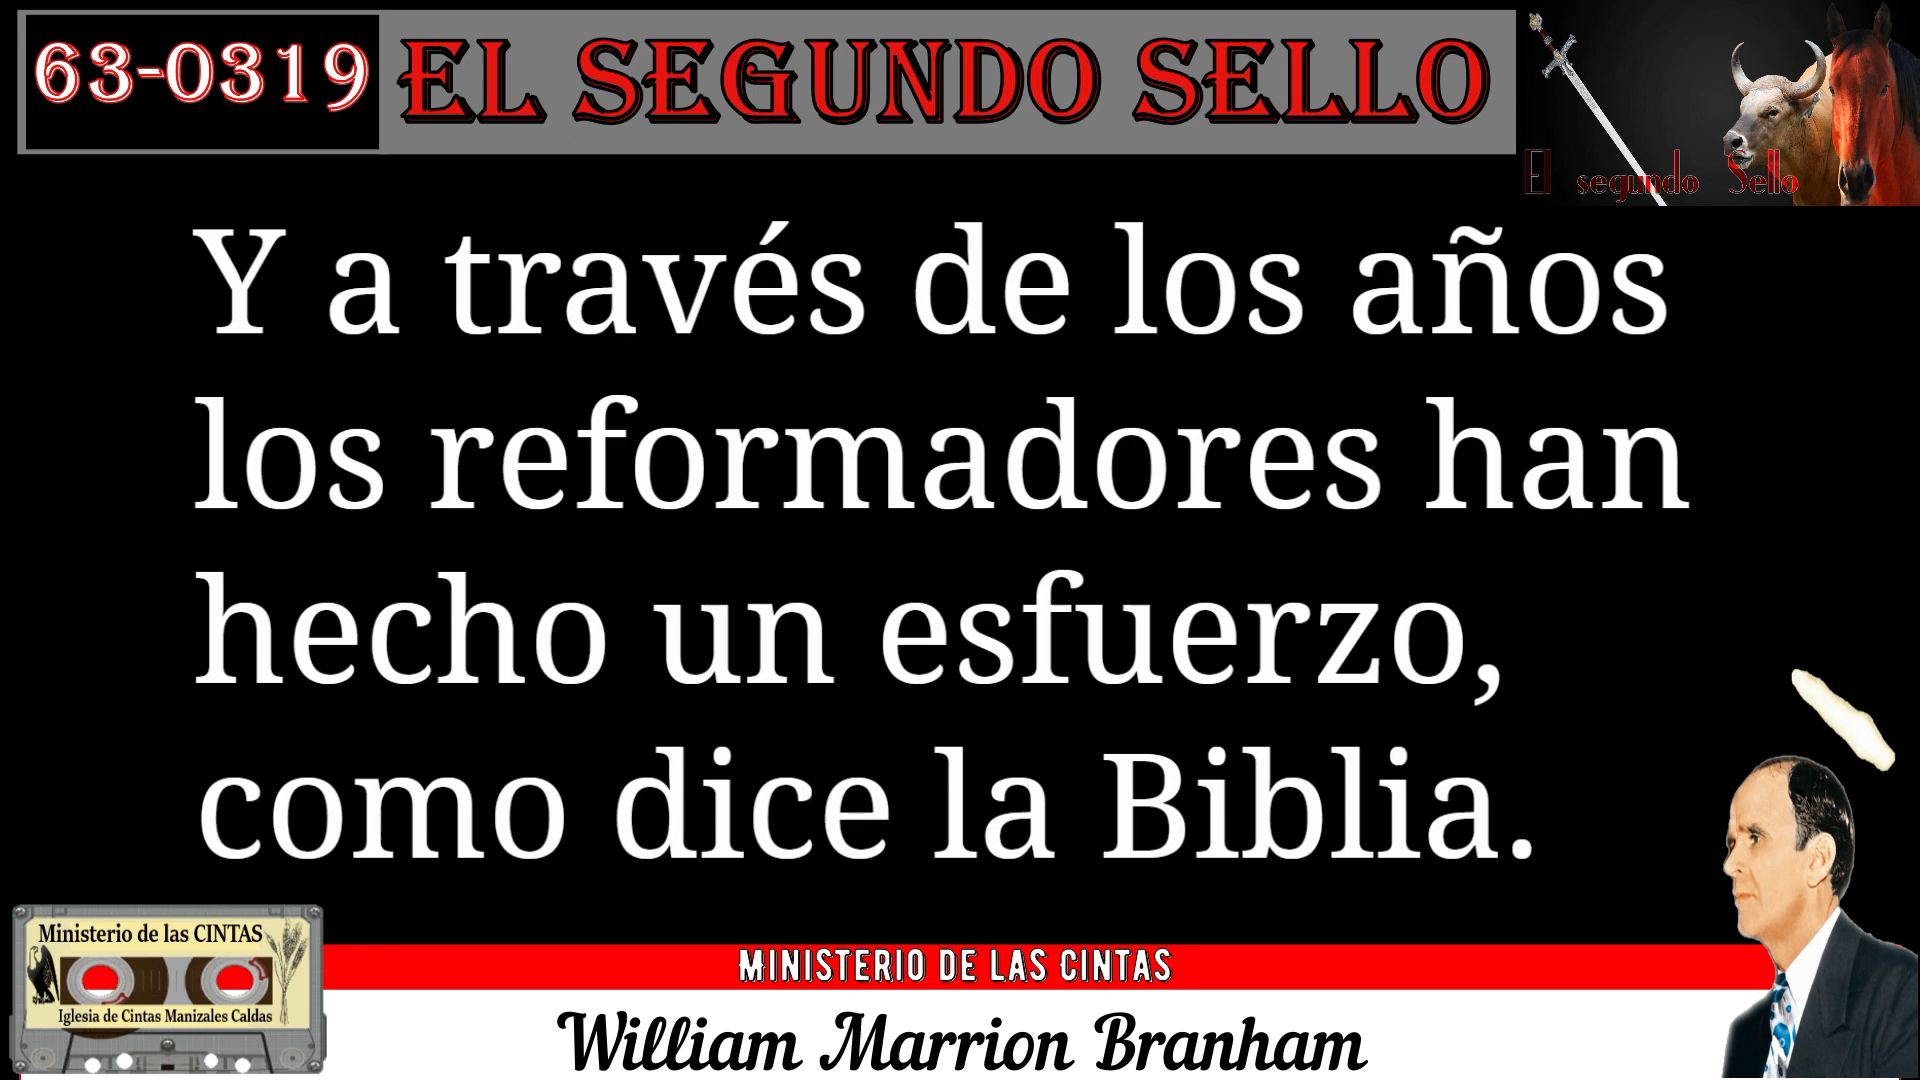 63-0319
EL SEGUNDO SELLO
El segundo Sello
Y a través de los años
los reformadores han
hecho un esfuerzo,
como dice la Biblia.
Ministerio de las CINTAS
Iglesia de Cintas Manizales Caldas
MINISTERIO DE LAS CINTAS
William Marrion Branham